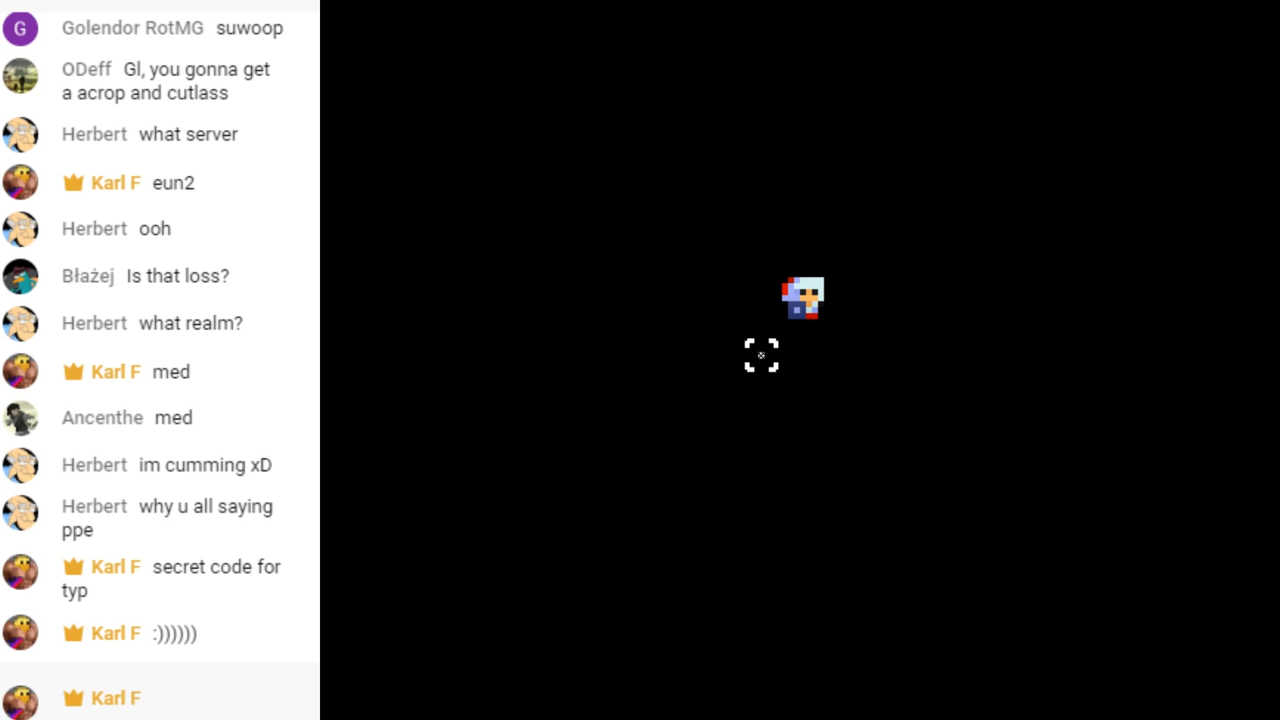 G Golendor RotMG suwoop
ODeff Gl, you gonna get
a acrop and cutlass
Herbert what server
Karl F eun2
Herbert ooh
Błażej Is that loss?
Herbert what realm?
Karl F med
Ancenthe med
Herbert im cumming xD
Herbert why u all saying
ppe
Karl F secret code for
typ
Karl F :))))))
Karl F